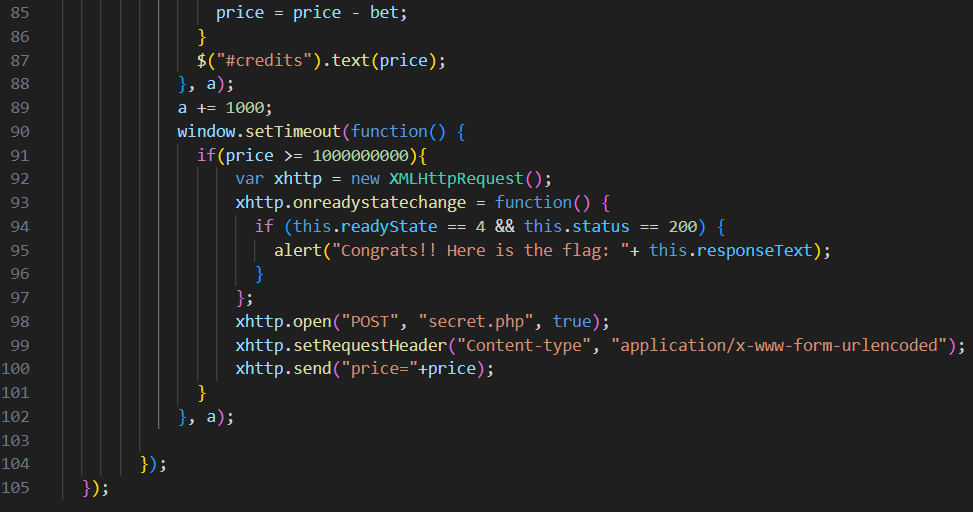 85 price = price - bet;
86 }
87 $("#credits").text(price);
88 }, a);
89 a += 1000;
90 window.setTimeout(function() {
91 if(price >= 1000000000){
92 var xhttp = new XMLHttpRequest();
93 xhttp.onreadystatechange = function() {
94 if (this.readyState == 4 && this.status == 200) {
95 alert("Congrats!! Here is the flag: "+ this.responseText);
96 }
97 };
98 xhttp.open("POST", "secret.php", true);
99 xhttp.setRequestHeader("Content-type", "application/x-www-form-urlencoded");
100 xhttp.send("price="+price);
101 }
102 }, a);
103
104 });
105 });